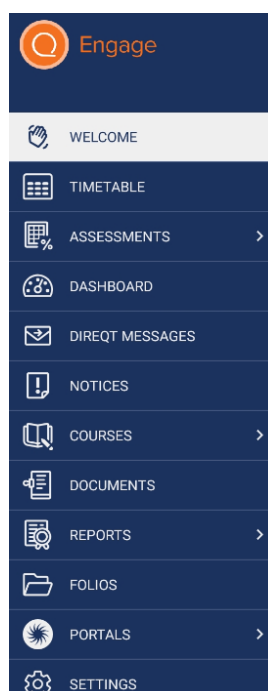 Engage
WELCOME
TIMETABLE
ASSESSMENTS
DASHBOARD
DIREQT MESSAGES
NOTICES
COURSES
DOCUMENTS
REPORTS
FOLIOS
PORTALS
SETTINGS